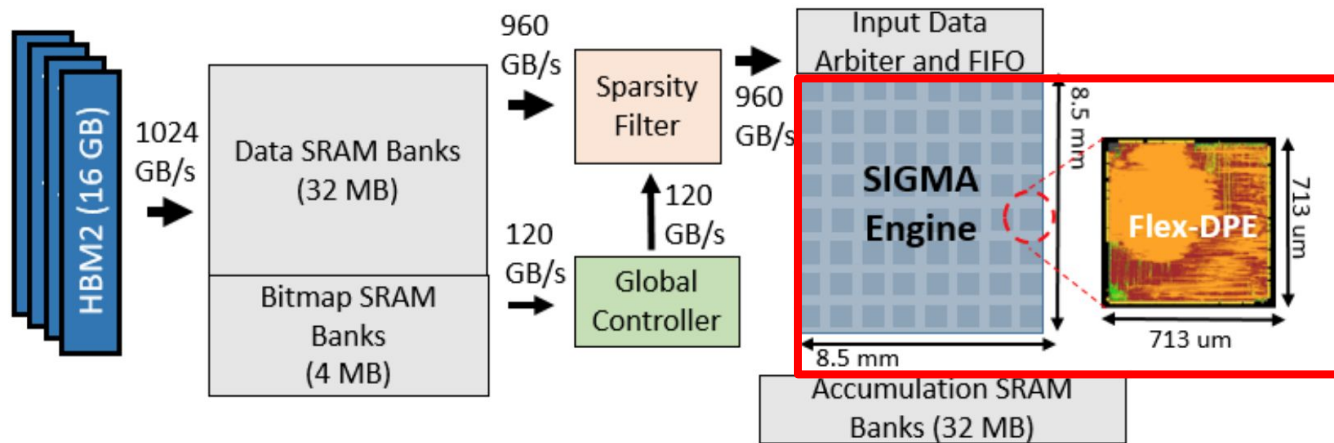 HBM2 (16 GB)
1024
GB/s
Data SRAM Banks
(32 MB)
Bitmap SRAM
Banks
(4 MB)
960
GB/s
120
GB/s
Sparsity
Filter
120
GB/s
Global
Controller
960
GB/s
Input Data
Arbiter and FIFO
SIGMA
Engine
8.5 mm
8.5 mm
Flex-DPE
713 um
713 um
Accumulation SRAM
Banks (32 MB)